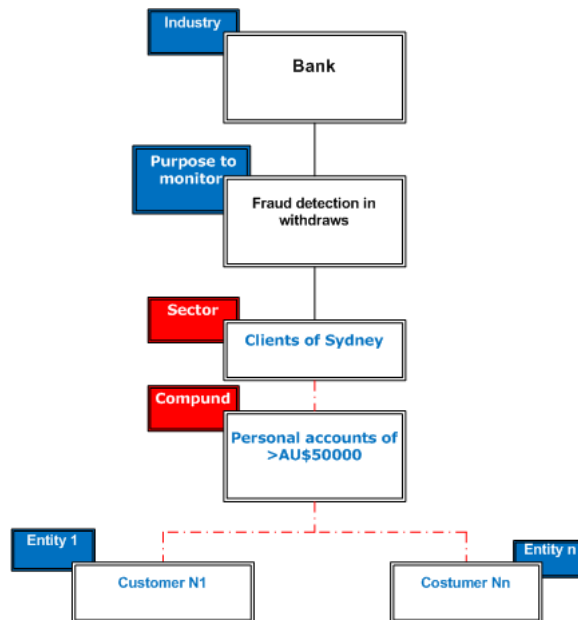 Industry
Bank
Purpose to
monitor
Fraud detection in
withdraws
Sector
Clients of Sydney
Compund
Personal accounts of
>AU$50000
Entity 1
Customer N1
Entity n
Costumer Nn